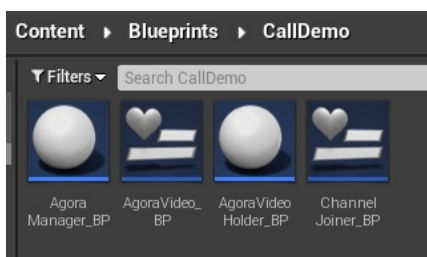 Content Blueprints CallDemo
Filters Search CallDemo
Agora AgoraVideo_ AgoraVideo Channel
Manager_BP BP Holder_BP Joiner_BP